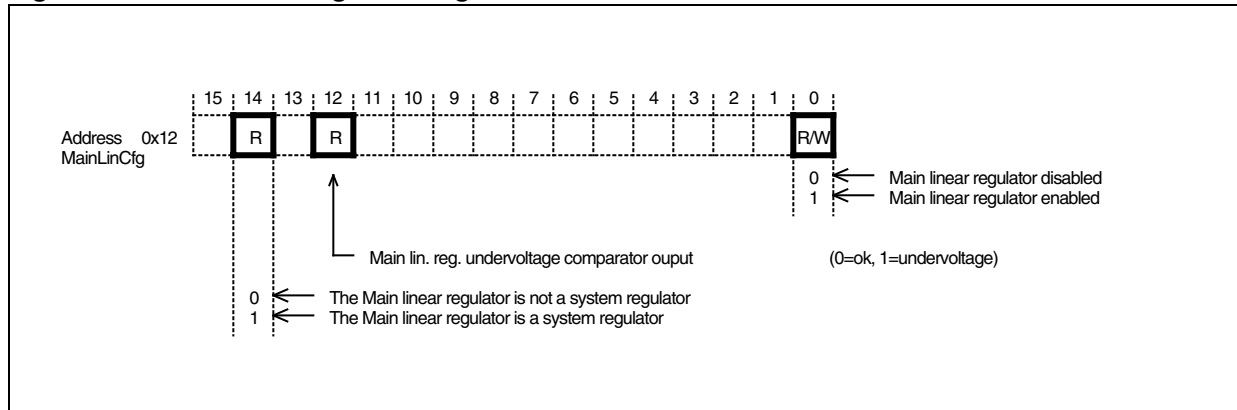 15 14 13 12 11 10 9 8 7 6 5 4 3 2 1 0
Address 0x12 R R R/W
MainLinCfg
0 Main linear regulator disabled
1 Main linear regulator enabled
Main lin. reg. undervoltage comparator ouput (0=ok, 1=undervoltage)
0 The Main linear regulator is not a system regulator
1 The Main linear regulator is a system regulator